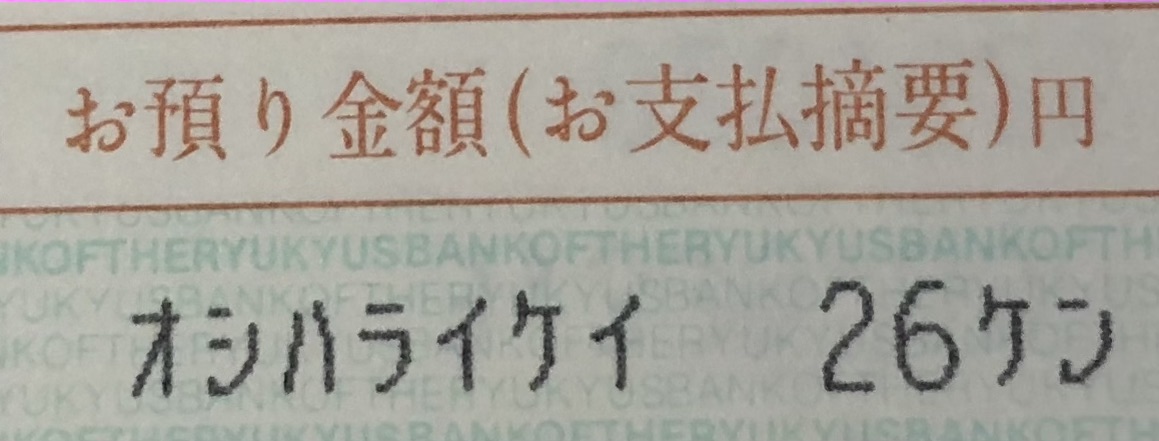 お預り金額(お支払摘要)円
NKOFTHERYUKYUSBANKOFTHERYUKYUSBANKOFTH
オシハライケイ 26ケン